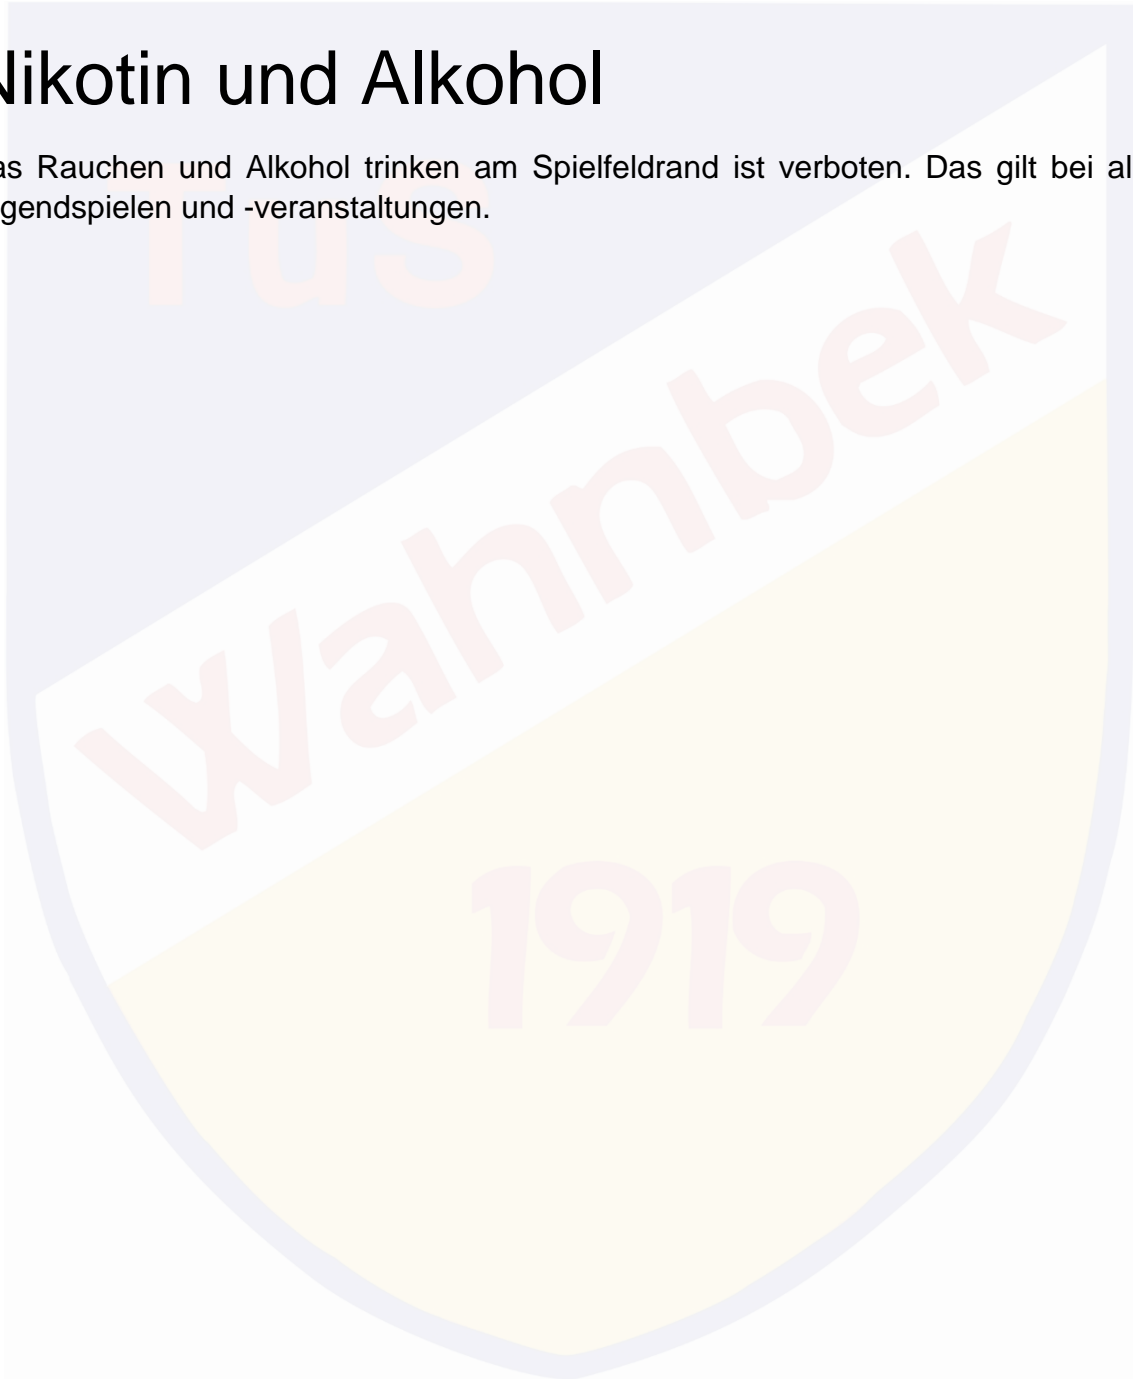 Nikotin und Alkohol
as Rauchen und Alkohol trinken am Spielfeldrand ist verboten. Das gilt bei al
gendspielen und -veranstaltungen.
TuS
Wahnbek
1919